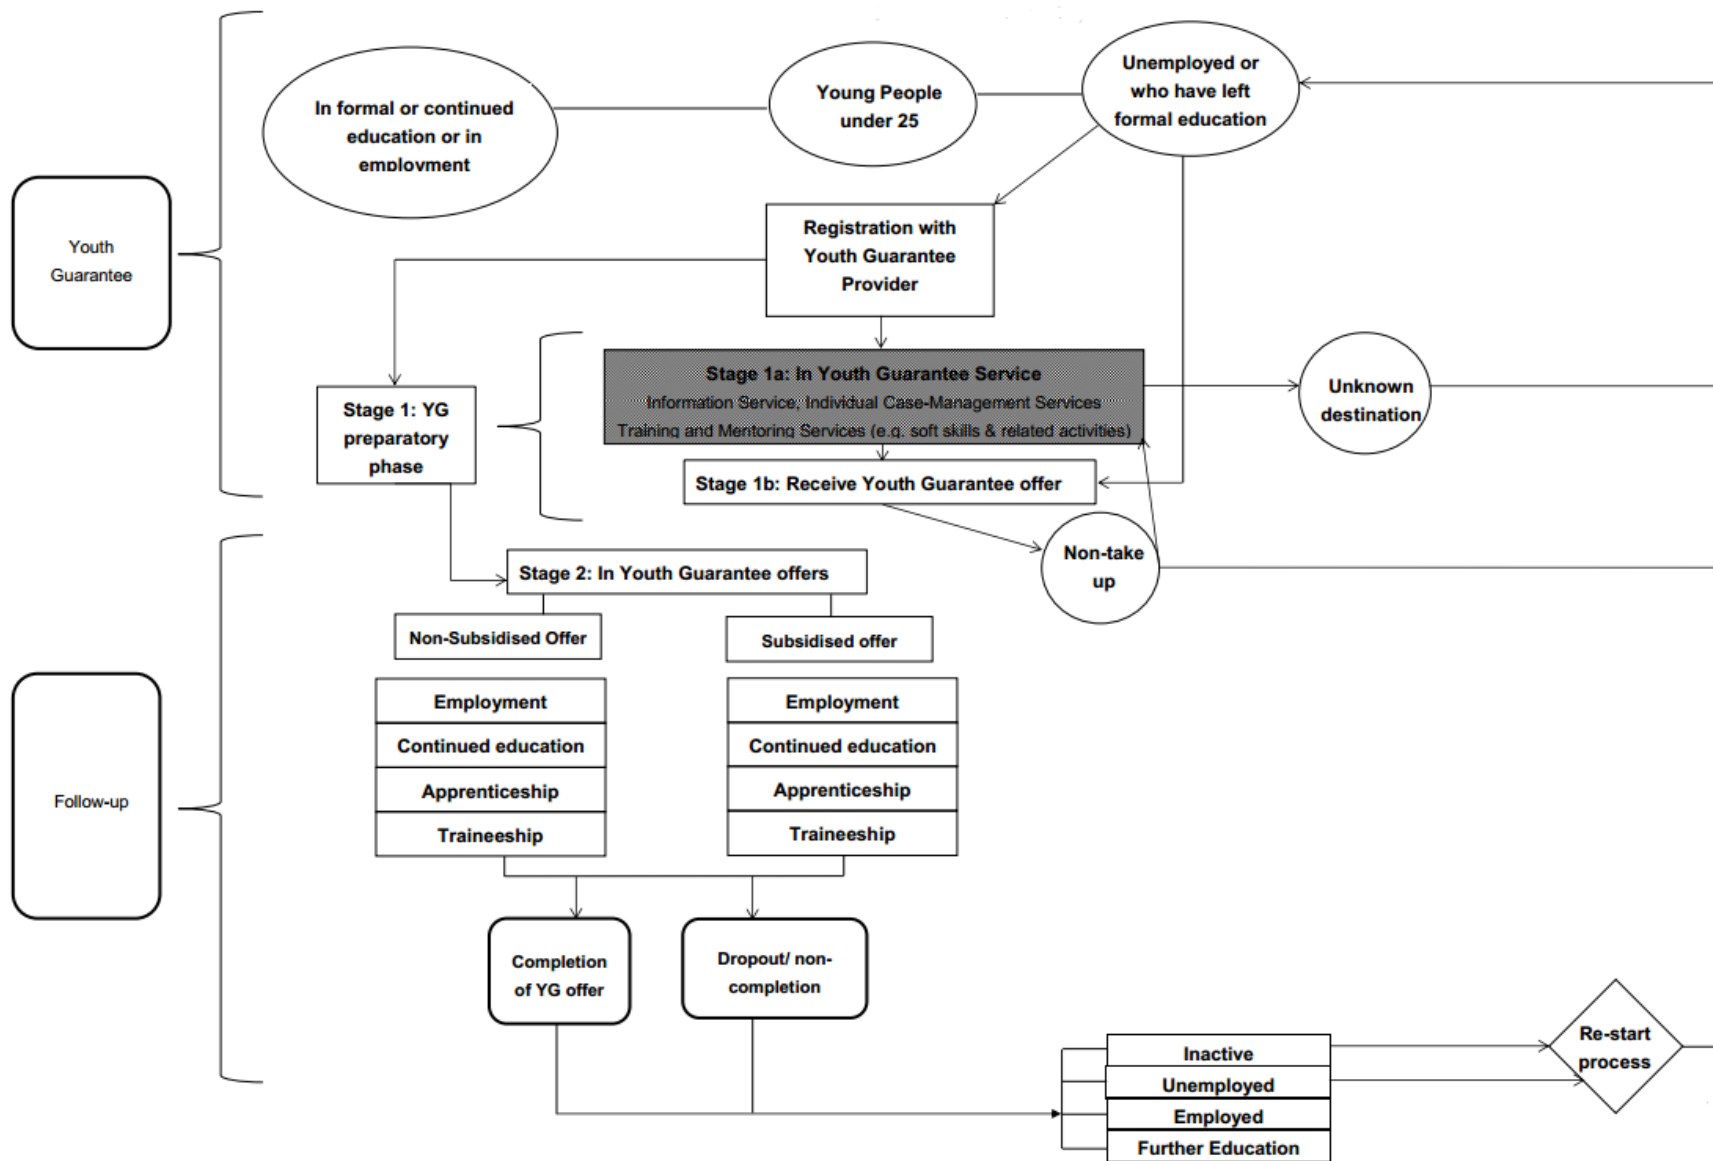 Unemployed or
who have left
formal education
Young People
under 25
In formal or continued
education or in
employment
Youth
Guarantee
Registration with
Youth Guarantee
Provider
Stage 1a: In Youth Guarantee Service
Information Service, Individual Case-Management Services
Training and Mentoring Services (e.g. soft skills & related activities)
Unknown
destination
Stage 1: YG
preparatory
phase
Stage 1b: Receive Youth Guarantee offer
Non-take
up
Stage 2: In Youth Guarantee offers
Non-Subsidised Offer
Subsidised offer
Follow-up
Employment
Continued education
Apprenticeship
Traineeship
Employment
Continued education
Apprenticeship
Traineeship
Completion
of YG offer
Dropout/ non-
completion
Inactive
Unemployed
Employed
Further Education
Re-start
process